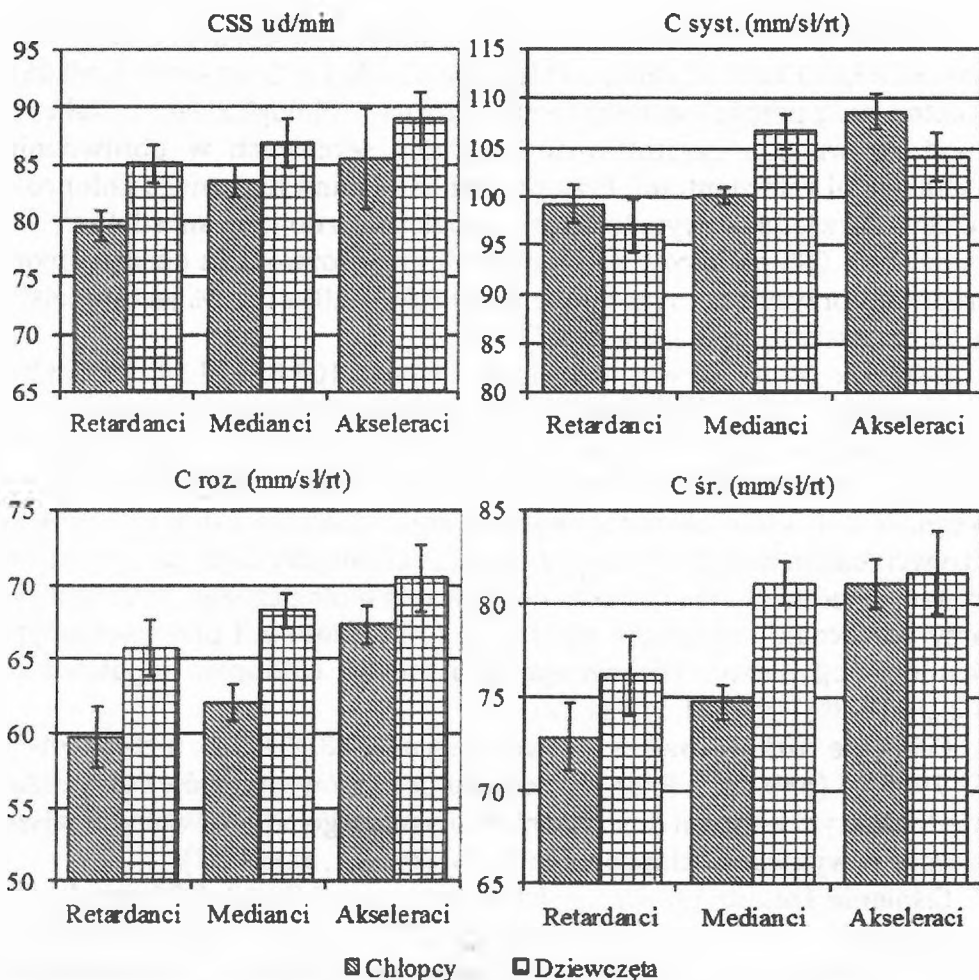 CSS ud/min
95
90
85
80
75
70
65
Retardanci Medianci Akseleraci
C syst. (mm/sł/rt)
115
110
105
100
95
90
85
80
Retardanci Medianci Akseleraci
C roz. (mm/sł/rt)
75
70
65
60
55
50
Retardanci Medianci Akseleraci
C śr. (mm/sł/rt)
85
80
75
70
65
Retardanci Medianci Akseleraci
Chłopcy Dziewczęta